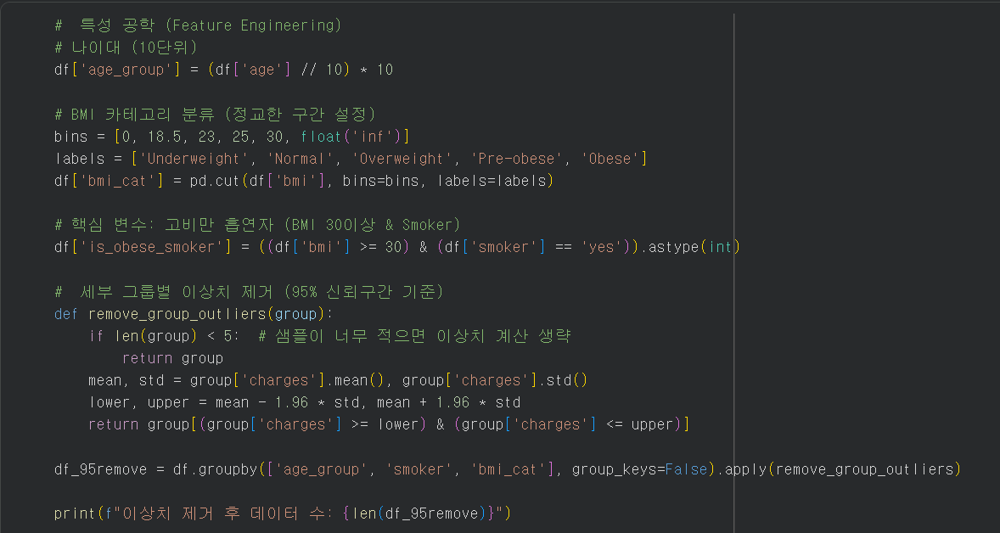 #  특성 공학 (Feature Engineering)
# 나이대 (10단위)
df['age_group'] = (df['age'] // 10) * 10
# BMI 카테고리 분류 (정교한 구간 설정)
bins = [0, 18.5, 23, 25, 30, float('inf')]
labels = ['Underweight', 'Normal', 'Overweight', 'Pre-obese', 'Obese']
df['bmi_cat'] = pd.cut(df['bmi'], bins=bins, labels=labels)
# 핵심 변수: 고비만 흡연자 (BMI 30이상 & Smoker)
df['is_obese_smoker'] = ((df['bmi'] >= 30) & (df['smoker'] == 'yes')).astype(int)
#  세부 그룹별 이상치 제거 (95% 신뢰구간 기준)
def remove_group_outliers(group):
    if len(group) < 5:  # 샘플이 너무 적으면 이상치 계산 생략
        return group
    mean, std = group['charges'].mean(), group['charges'].std()
    lower, upper = mean - 1.96 * std, mean + 1.96 * std
    return group[(group['charges'] >= lower) & (group['charges'] <= upper)]
df_95remove = df.groupby(['age_group', 'smoker', 'bmi_cat'], group_keys=False).apply(remove_group_outliers)
print(f"이상치 제거 후 데이터 수: {len(df_95remove)}")